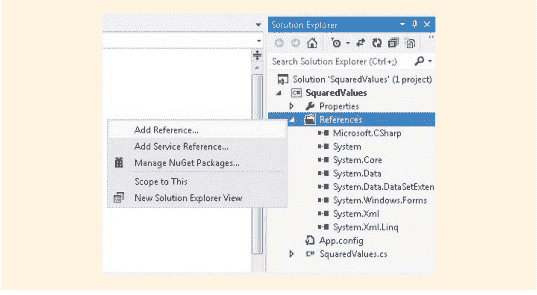 Solution Explorer
Search Solution Explorer (Ctrl+;)
Solution 'SquaredValues' (1 project)
SquaredValues
Properties
References
Microsoft.CSharp
System
System.Core
System.Data
System.Data.DataSetExten
System.Windows.Forms
System.Xml
System.Xml.Linq
App.config
C# SquaredValues.cs
Add Reference...
Add Service Reference...
Manage NuGet Packages...
Scope to This
New Solution Explorer View